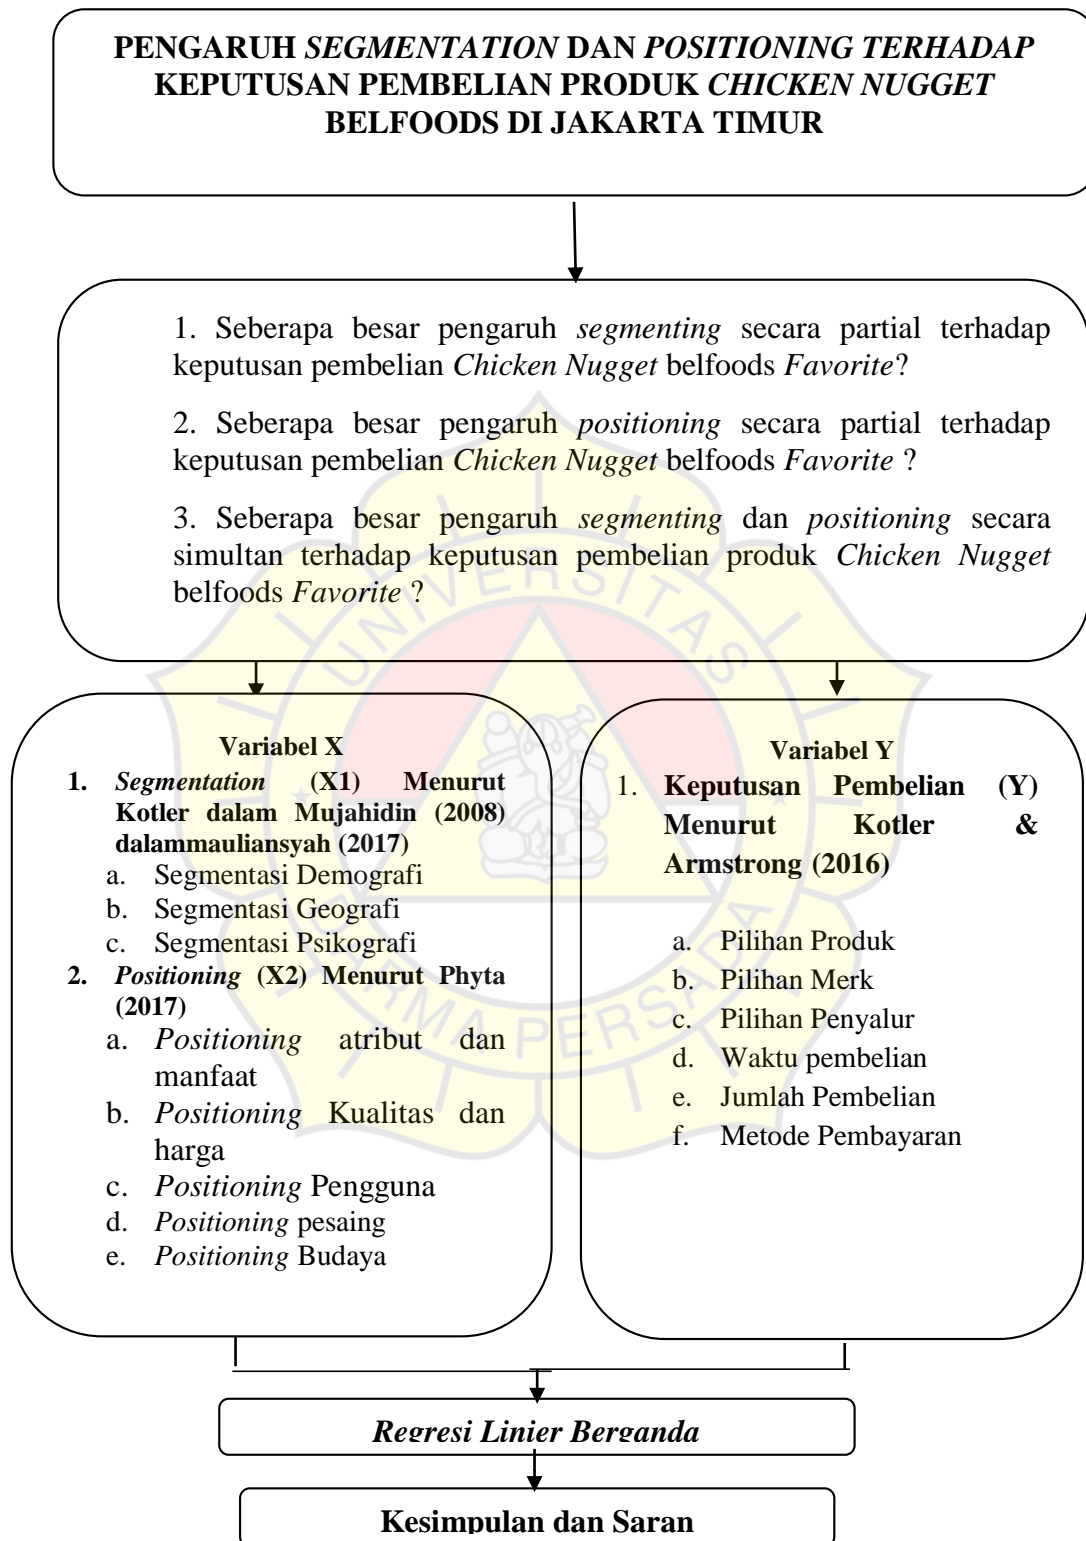 PENGARUH SEGMENTATION DAN POSITIONING TERHADAP
KEPUTUSAN PEMBELIAN PRODUK CHICKEN NUGGET
BELFOODS DI JAKARTA TIMUR
1. Seberapa besar pengaruh segmenting secara partial terhadap
keputusan pembelian Chicken Nugget belfoods Favorite?
2. Seberapa besar pengaruh positioning secara partial terhadap
keputusan pembelian Chicken Nugget belfoods Favorite ?
3. Seberapa besar pengaruh segmenting dan positioning secara
simultan terhadap keputusan pembelian produk Chicken Nugget
belfoods Favorite ?
Variabel X
1. Segmentation (X1) Menurut
Kotler dalam Mujahidin (2008)
dalammauliansyah (2017)
a. Segmentasi Demografi
b. Segmentasi Geografi
c. Segmentasi Psikografi
2. Positioning (X2) Menurut Phyta
(2017)
a. Positioning atribut dan
manfaat
b. Positioning Kualitas dan
harga
c. Positioning Pengguna
d. Positioning pesaing
e. Positioning Budaya
Variabel Y
1. Keputusan Pembelian (Y)
Menurut Kotler &
Armstrong (2016)
a. Pilihan Produk
b. Pilihan Merk
c. Pilihan Penyalur
d. Waktu pembelian
e. Jumlah Pembelian
f. Metode Pembayaran
Regresi Linier Berganda
Kesimpulan dan Saran
UNIVERSITAS
DARMA PERSADA